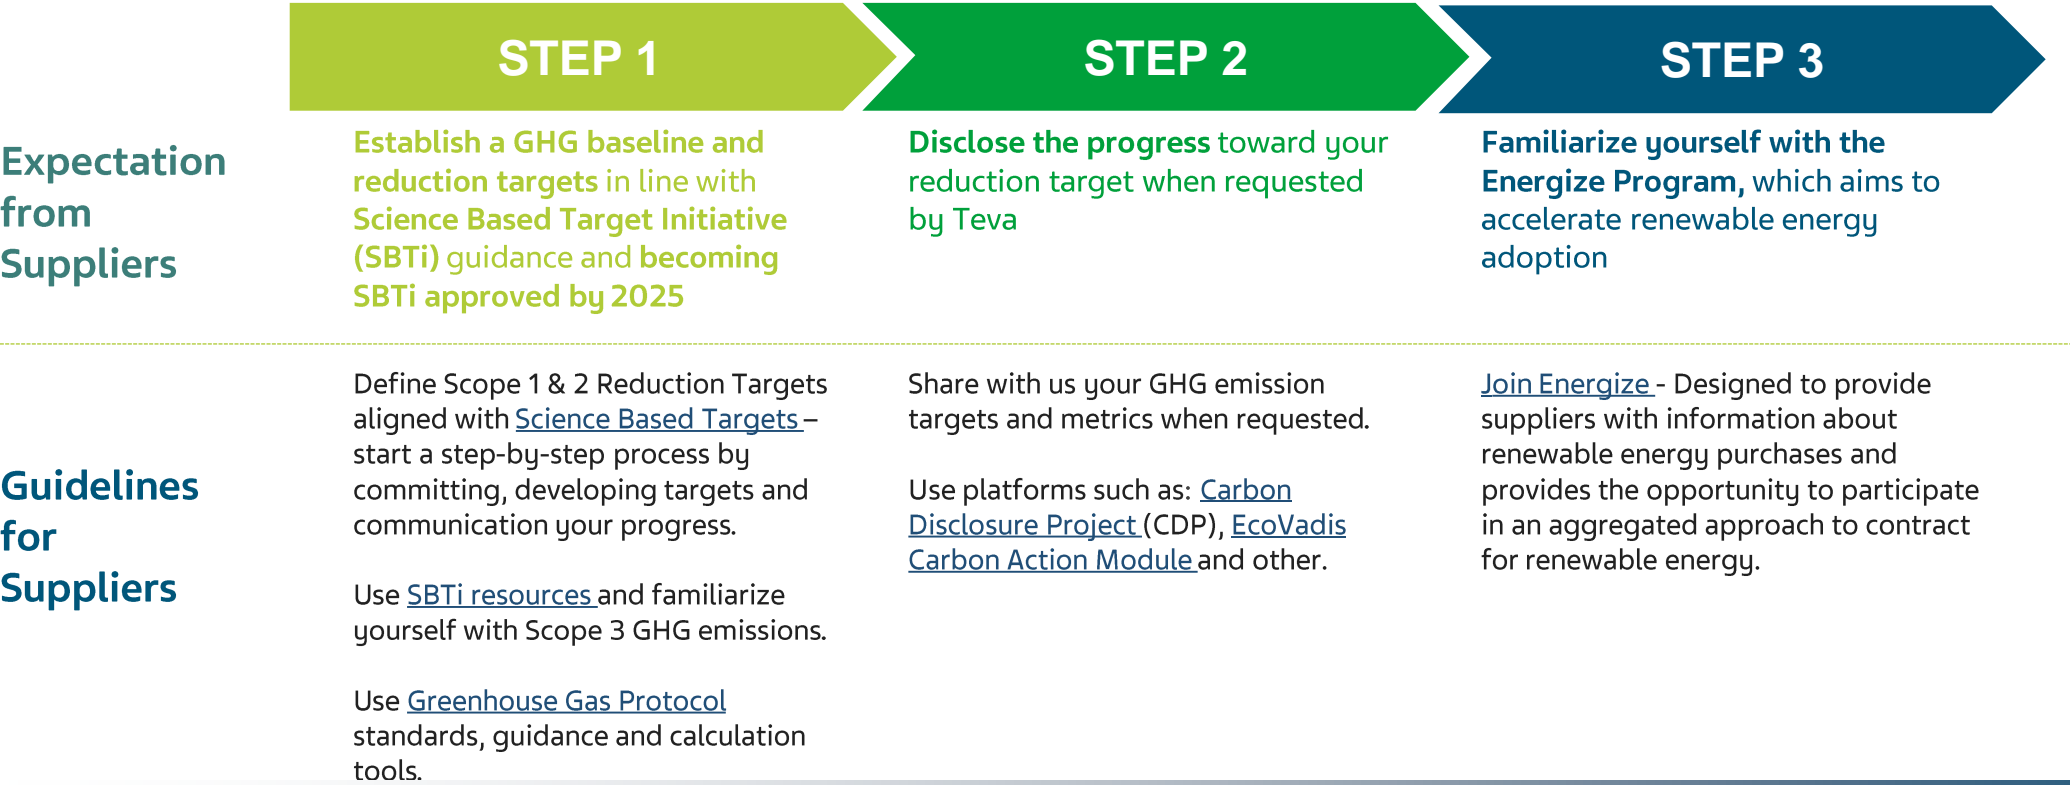 STEP 1
STEP 2
STEP 3
Expectation
from
Suppliers
Establish a GHG baseline and
reduction targets in line with
Science Based Target Initiative
(SBTi) guidance and becoming
SBTi approved by 2025
Disclose the progress toward your
reduction target when requested
by Teva
Familiarize yourself with the
Energize Program, which aims to
accelerate renewable energy
adoption
Guidelines
for
Suppliers
Define Scope 1 & 2 Reduction Targets
aligned with Science Based Targets –
start a step-by-step process by
committing, developing targets and
communication your progress.
Use SBTi resources and familiarize
yourself with Scope 3 GHG emissions.
Use Greenhouse Gas Protocol
standards, guidance and calculation
tools.
Share with us your GHG emission
targets and metrics when requested.
Use platforms such as: Carbon
Disclosure Project (CDP), EcoVadis
Carbon Action Module and other.
Join Energize - Designed to provide
suppliers with information about
renewable energy purchases and
provides the opportunity to participate
in an aggregated approach to contract
for renewable energy.